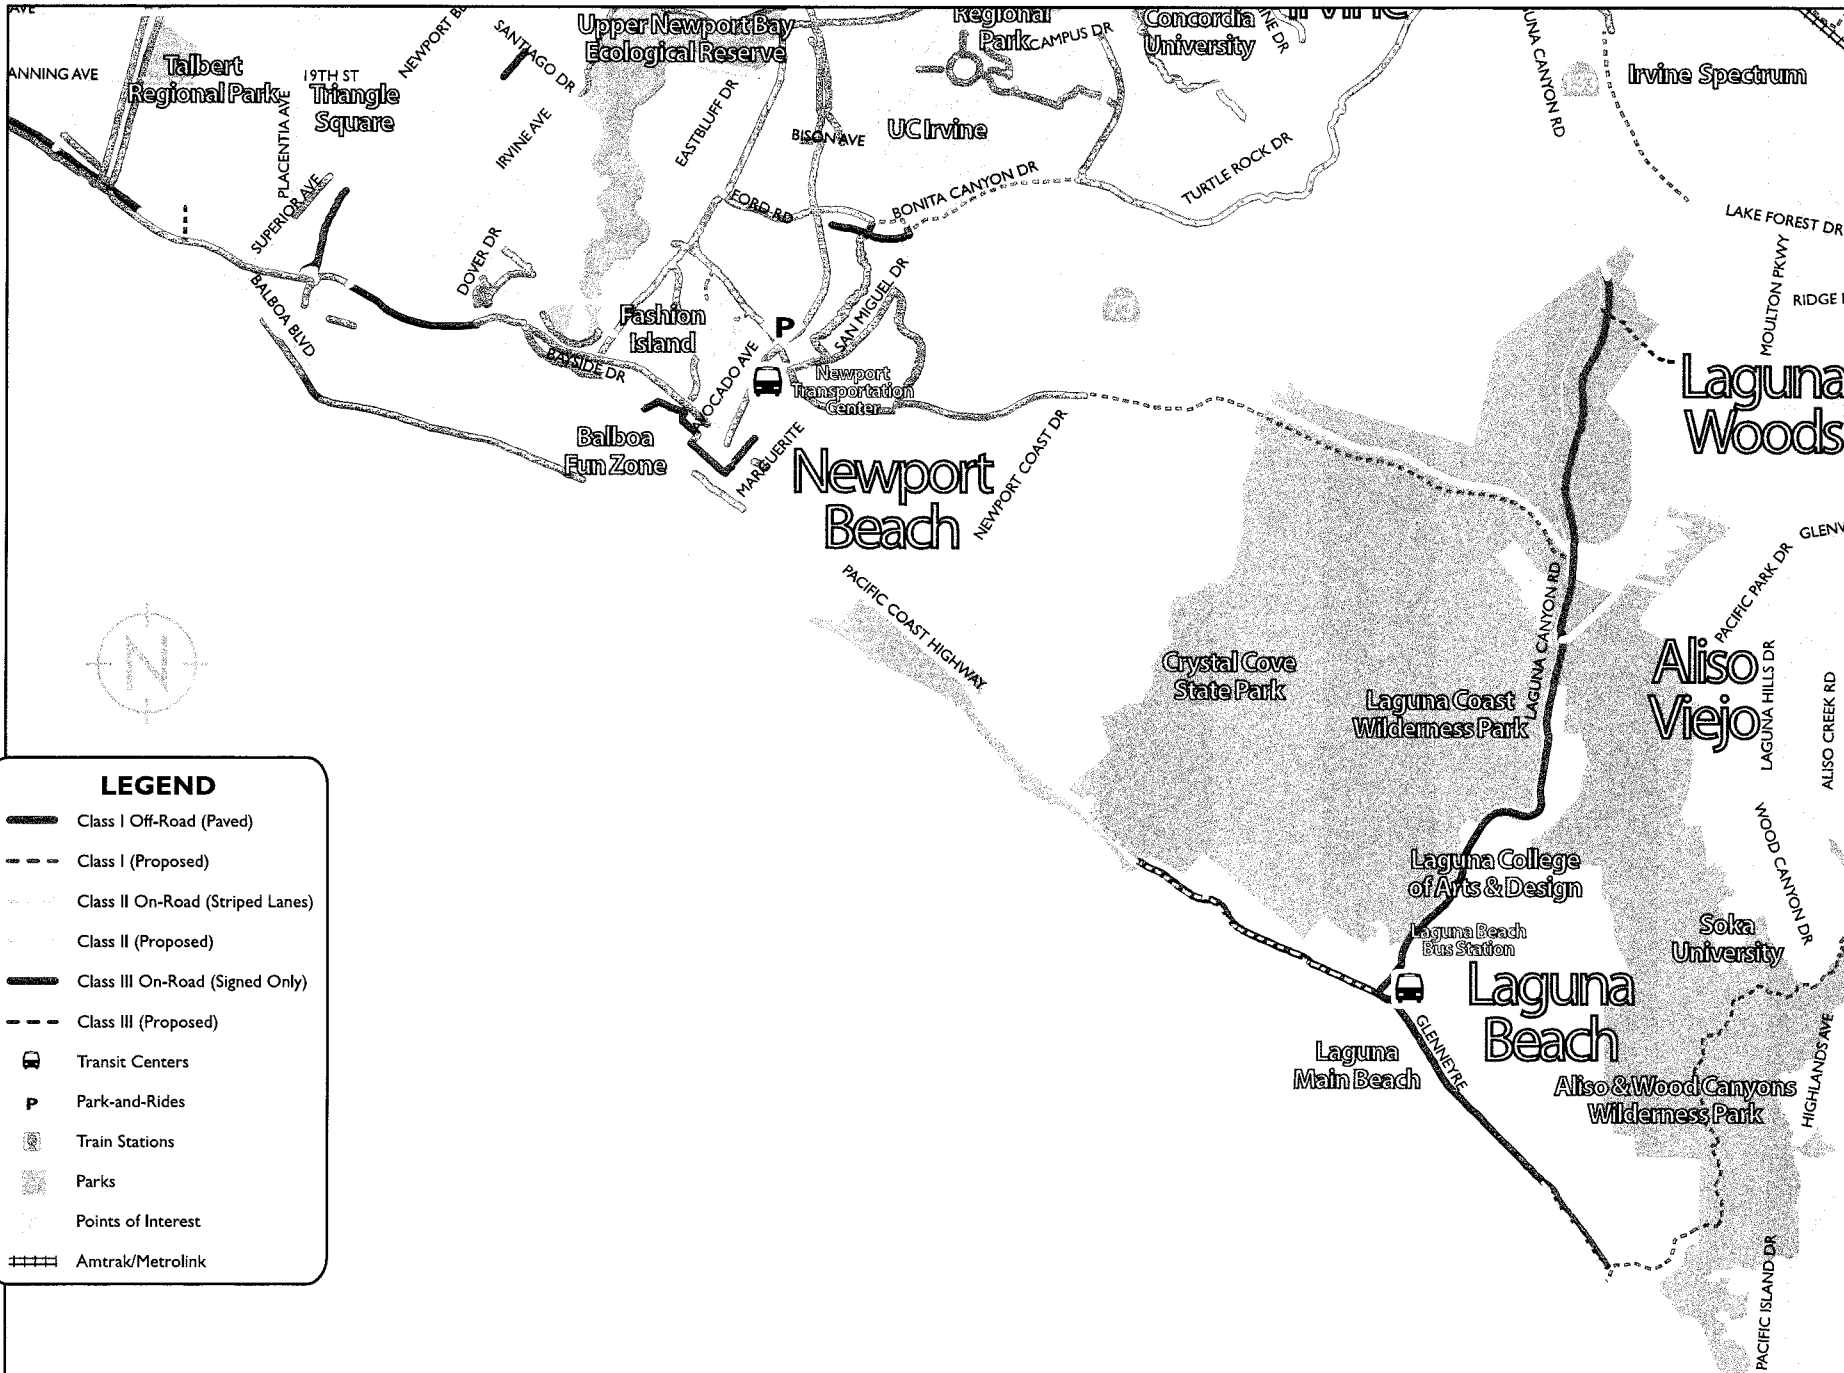 AVE
NEWPORT BL
SANTIAGO DR
Upper Newport Bay
Ecological Reserve
Regional
Park
CAMPUS DR
Concordia
University
INE DR
Irvine
UNA CANYON RD
Irvine Spectrum
ANNING AVE
Talbert
Regional Park
19TH ST
Triangle
Square
PLACENTIA AVE
IRVINE AVE
EASTBLUFF DR
BISON AVE
UC Irvine
TURTLE ROCK DR
BONITA CANYON DR
FORD RD
SUPERIOR AVE
DOVER DR
BALBOA BLVD
LAKE FOREST DR
MOULTON PKWY
RIDGE
SAN MIGUEL DR
Fashion
Island
P
BAYSIDE DR
AVOCADO AVE
Newport
Transportation
Center
Balboa
Fun Zone
MARGUERITE
Newport
Beach
NEWPORT COAST DR
Laguna
Woods
GLENW
PACIFIC PARK DR
PACIFIC COAST HIGHWAY
Crystal Cove
State Park
Laguna Coast
Wilderness Park
LAGUNA CANYON RD
Aliso
Viejo
LAGUNA HILLS DR
ALISO CREEK RD
N
WOOD CANYON DR
Laguna College
of Arts & Design
Laguna Beach
Bus Station
Soka
University
Laguna
Beach
GLENNEYRE
Laguna
Main Beach
Aliso & Wood Canyons
Wilderness Park
HIGHLANDS AVE
PACIFIC ISLAND DR
LEGEND
Class I Off-Road (Paved)
Class I (Proposed)
Class II On-Road (Striped Lanes)
Class II (Proposed)
Class III On-Road (Signed Only)
Class III (Proposed)
Transit Centers
P Park-and-Rides
Train Stations
Parks
Points of Interest
Amtrak/Metrolink